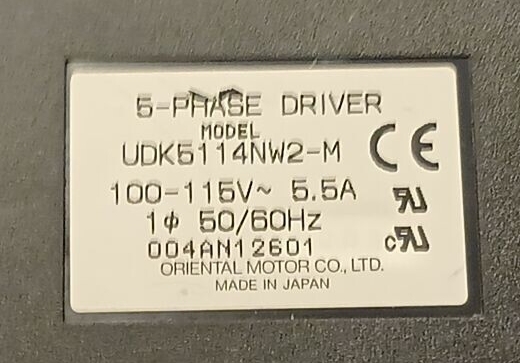 5-PHASE DRIVER
MODEL
UDK5114NW2-M
CE
100-115V~ 5.5A
1ϕ 50/60Hz
004AN12601
ORIENTAL MOTOR CO., LTD.
MADE IN JAPAN